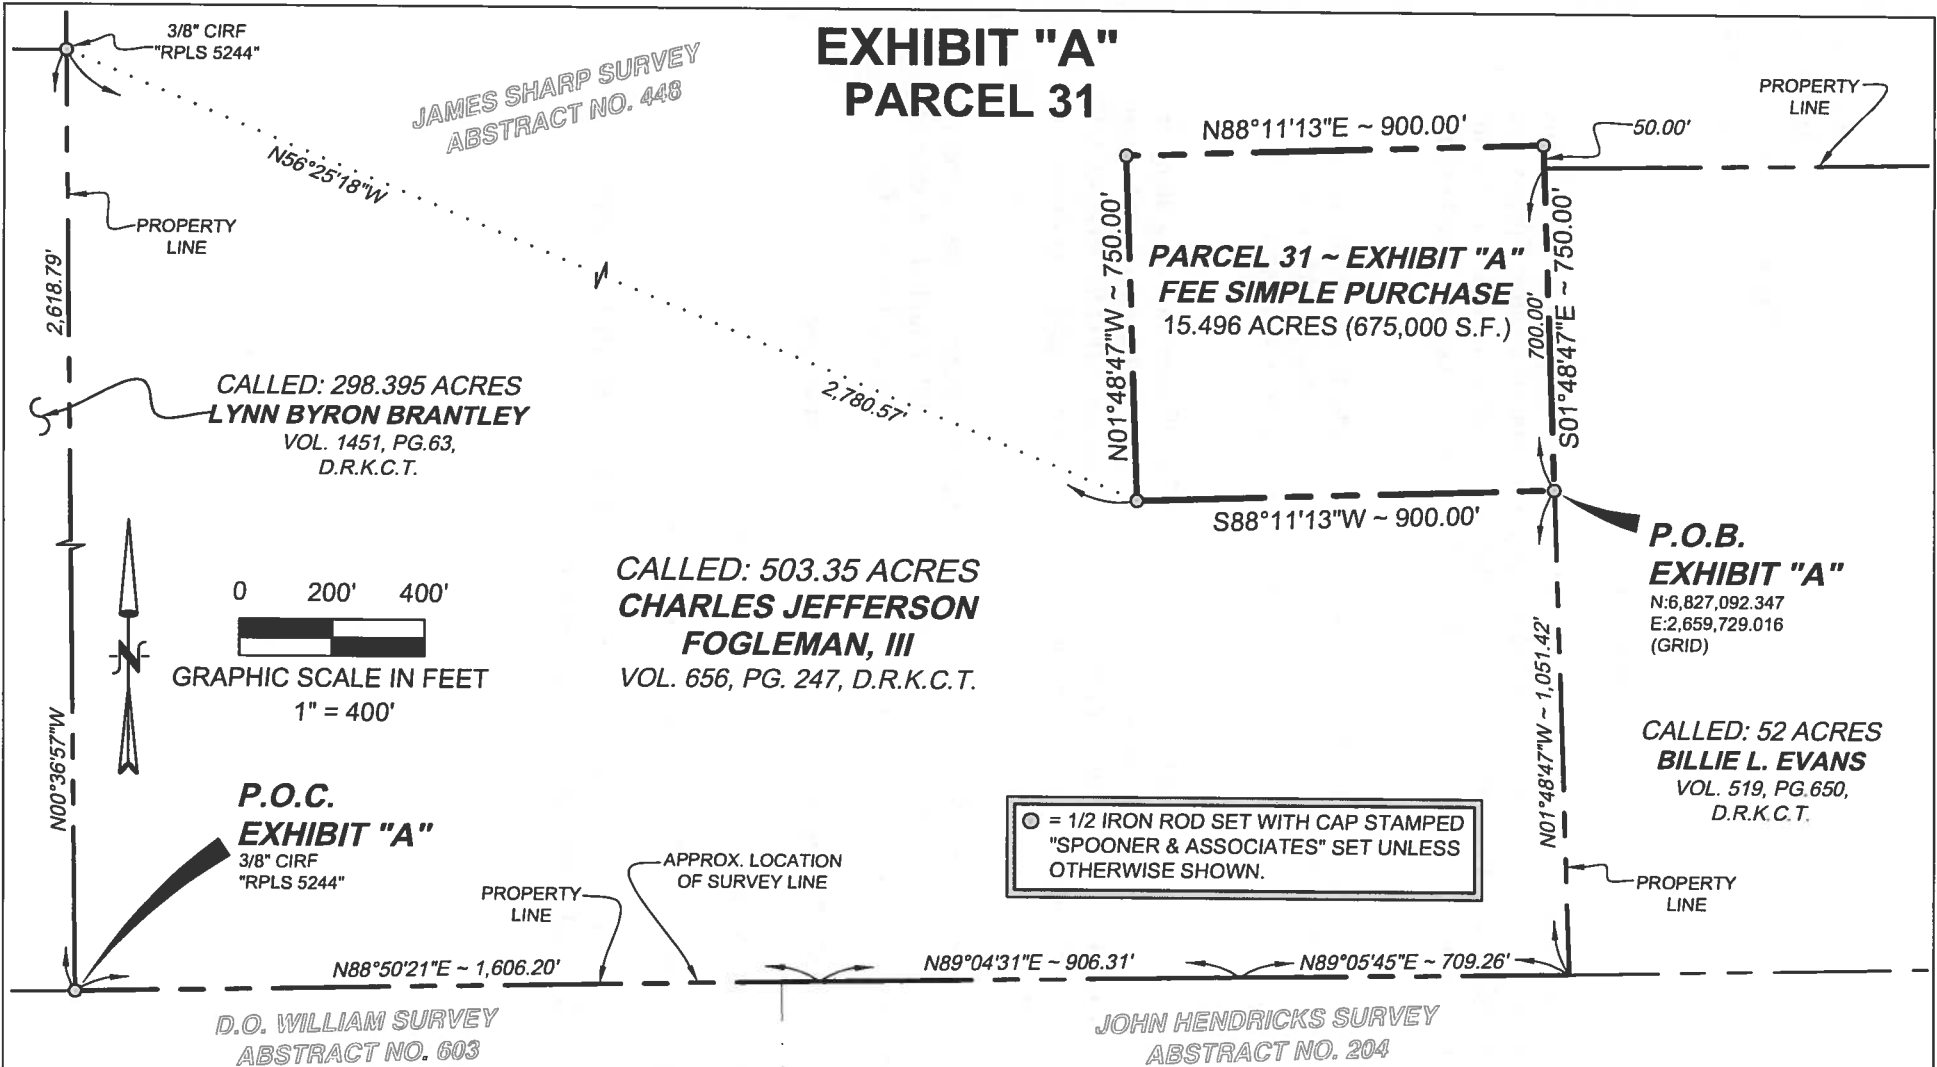 EXHIBIT "A"
PARCEL 31
3/8" CIRF
"RPLS 5244"
JAMES SHARP SURVEY
ABSTRACT NO. 448
PROPERTY
LINE
N88°11'13"E ~ 900.00'
50.00'
N56°25'18"W
2,780.57'
PROPERTY
LINE
2,618.79'
N01°48'47"W ~ 750.00'
PARCEL 31 ~ EXHIBIT "A"
FEE SIMPLE PURCHASE
15.496 ACRES (675,000 S.F.)
700.00'
S01°48'47"E ~ 750.00'
CALLED: 298.395 ACRES
LYNN BYRON BRANTLEY
VOL. 1451, PG.63,
D.R.K.C.T.
S88°11'13"W ~ 900.00'
P.O.B.
EXHIBIT "A"
N:6,827,092.347
E:2,659,729.016
(GRID)
CALLED: 503.35 ACRES
CHARLES JEFFERSON
FOGLEMAN, III
VOL. 656, PG. 247, D.R.K.C.T.
0 200' 400'
GRAPHIC SCALE IN FEET
1" = 400'
N
N00°36'57"W
N01°48'47"W ~ 1,051.42'
CALLED: 52 ACRES
BILLIE L. EVANS
VOL. 519, PG.650,
D.R.K.C.T.
P.O.C.
EXHIBIT "A"
3/8" CIRF
"RPLS 5244"
= 1/2 IRON ROD SET WITH CAP STAMPED
"SPOONER & ASSOCIATES" SET UNLESS
OTHERWISE SHOWN.
PROPERTY
LINE
APPROX. LOCATION
OF SURVEY LINE
PROPERTY
LINE
N88°50'21"E ~ 1,606.20'
N89°04'31"E ~ 906.31'
N89°05'45"E ~ 709.26'
D.O. WILLIAM SURVEY
ABSTRACT NO. 603
JOHN HENDRICKS SURVEY
ABSTRACT NO. 204